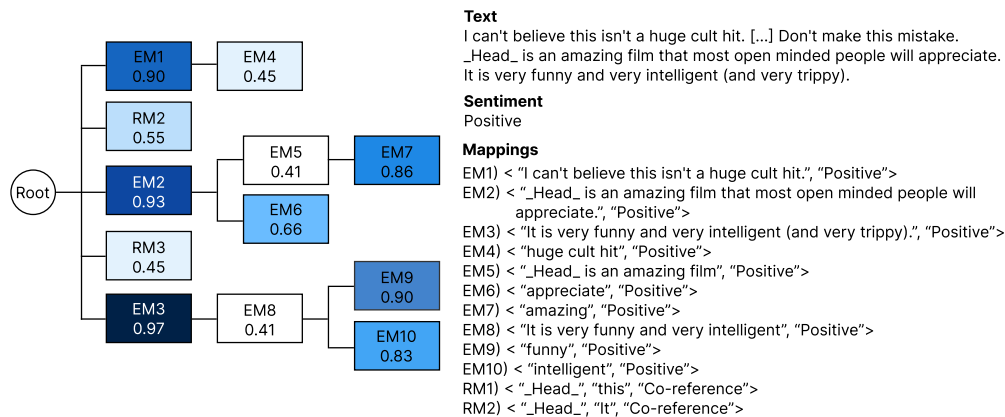 Root
EM1
0.90
EM4
0.45
RM2
0.55
EM2
0.93
EM5
0.41
EM7
0.86
EM6
0.66
RM3
0.45
EM3
0.97
EM8
0.41
EM9
0.90
EM10
0.83
Text
I can't believe this isn't a huge cult hit. [...] Don't make this mistake.
_Head_ is an amazing film that most open minded people will appreciate.
It is very funny and very intelligent (and very trippy).
Sentiment
Positive
Mappings
EM1) < “I can't believe this isn't a huge cult hit.”, “Positive”>
EM2) < “_Head_ is an amazing film that most open minded people will
appreciate.”, “Positive”>
EM3) < “It is very funny and very intelligent (and very trippy).”, “Positive”>
EM4) < “huge cult hit”, “Positive”>
EM5) < “_Head_ is an amazing film”, “Positive”>
EM6) < “appreciate”, “Positive”>
EM7) < “amazing”, “Positive”>
EM8) < “It is very funny and very intelligent”, “Positive”>
EM9) < “funny”, “Positive”>
EM10) < “intelligent”, “Positive”>
RM1) < “_Head_”, “this”, “Co-reference”>
RM2) < “_Head_”, “It”, “Co-reference”>